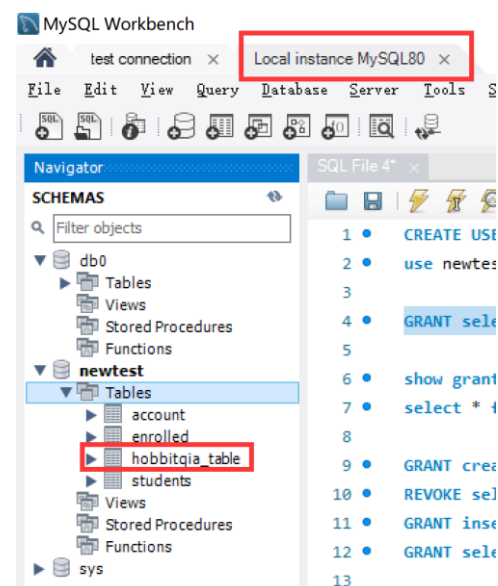 MySQL Workbench
test connection × Local instance MySQL80 ×
File Edit View Query Database Server Tools S
Navigator
SQL File 4* ×
SCHEMAS
Filter objects
db0
Tables
Views
Stored Procedures
Functions
newtest
Tables
account
enrolled
hobbitqia_table
students
Views
Stored Procedures
Functions
sys
1 CREATE USE
2 use newtes
3
4 GRANT sele
5
6 show grant
7 select * f
8
9 GRANT crea
10 REVOKE sel
11 GRANT inse
12 GRANT sele
13